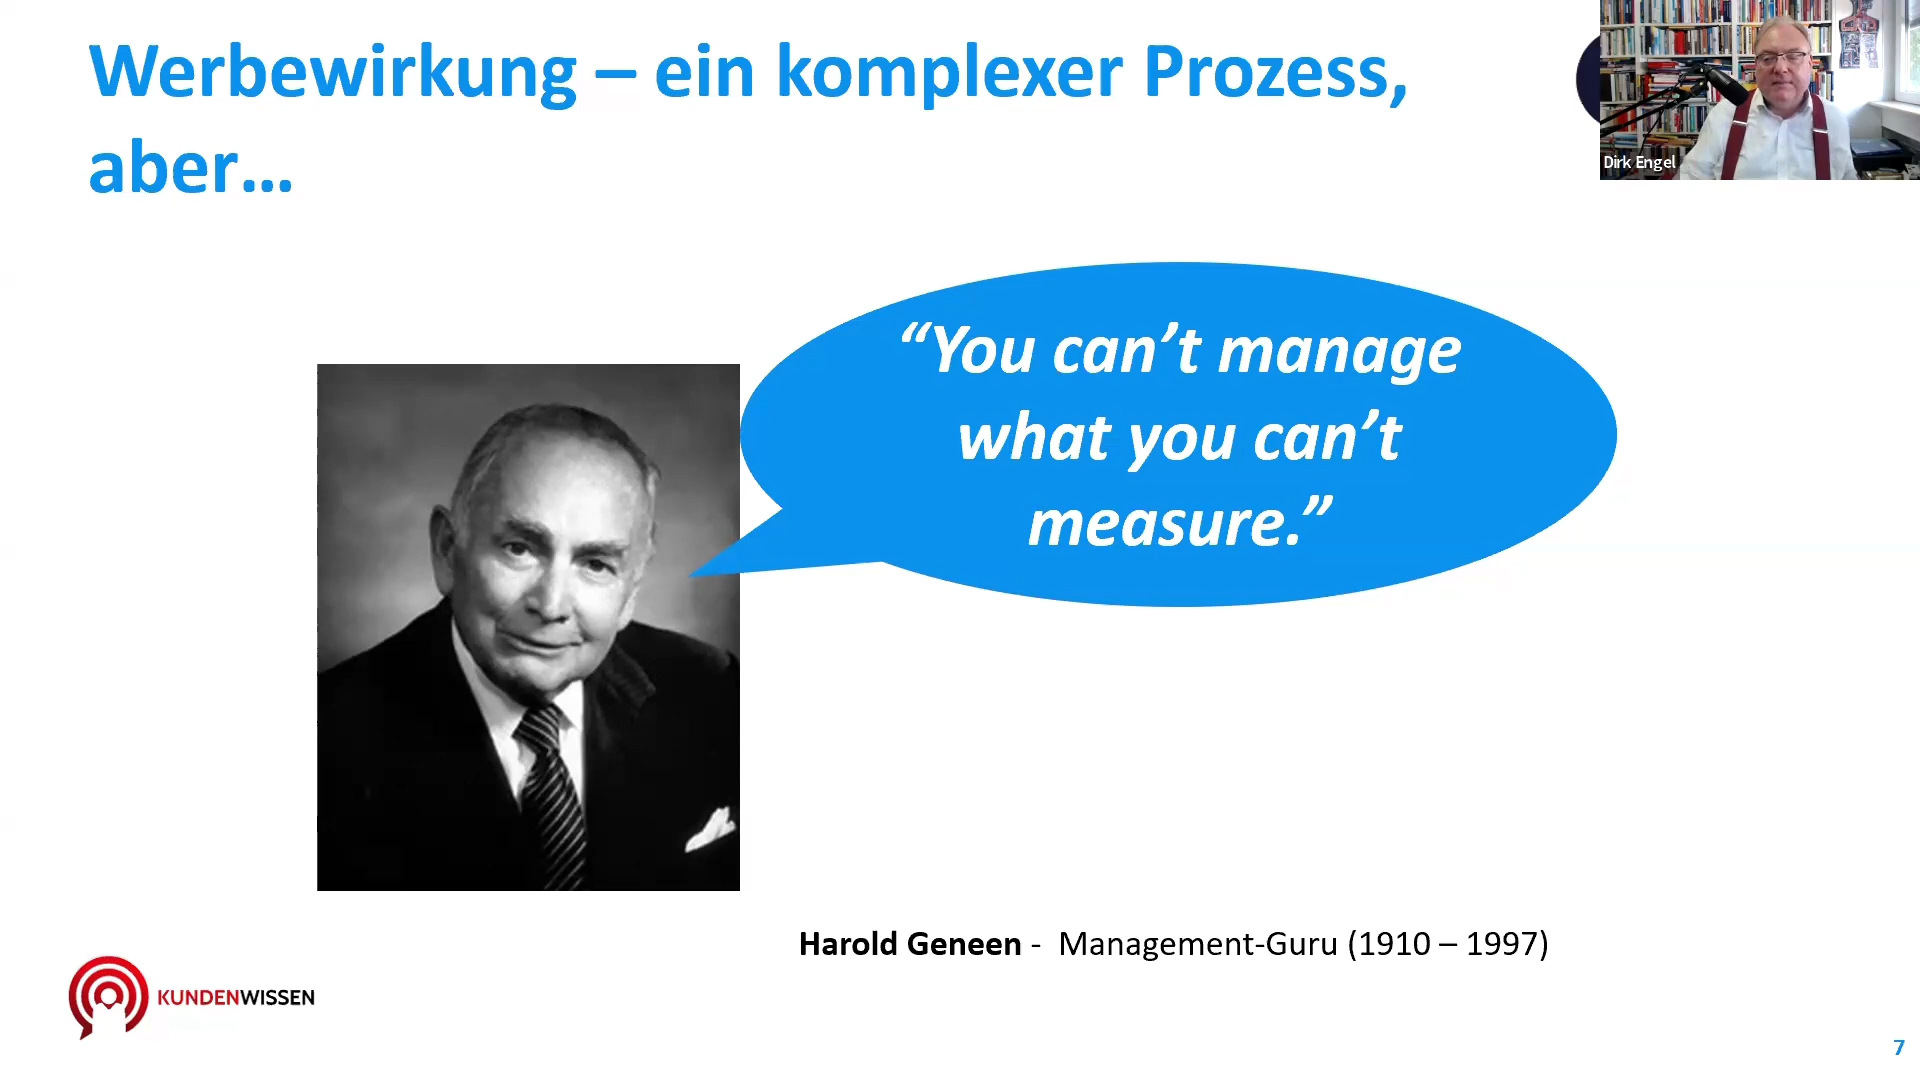 Werbewirkung – ein komplexer Prozess,
aber…
Dirk Engel
“You can’t manage
what you can’t
measure.”
Harold Geneen - Management-Guru (1910 – 1997)
KUNDENWISSEN
7